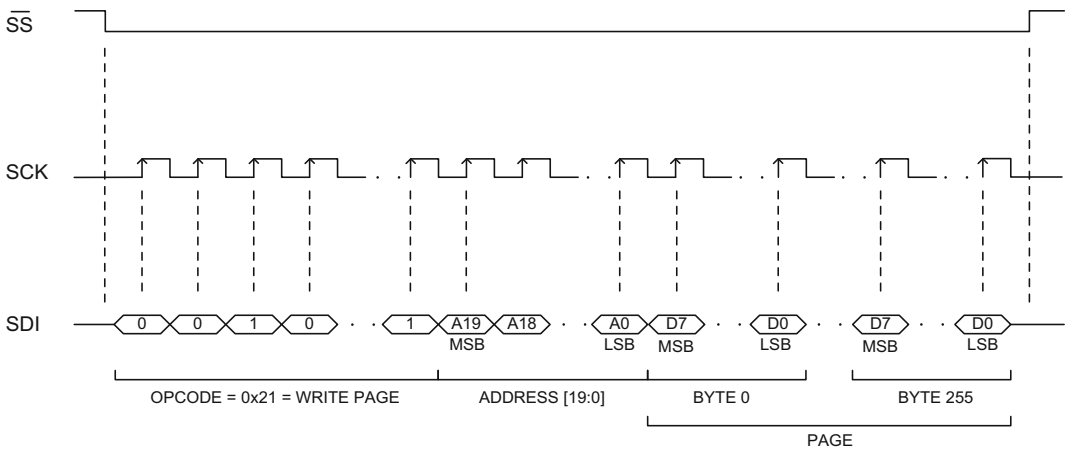 SS
SCK
SDI
0 0 1 0 . . 1 A19 A18 . . A0 D7 . . D0 . . D7 . . D0
MSB LSB MSB LSB MSB LSB
OPCODE = 0x21 = WRITE PAGE ADDRESS [19:0] BYTE 0 BYTE 255
PAGE